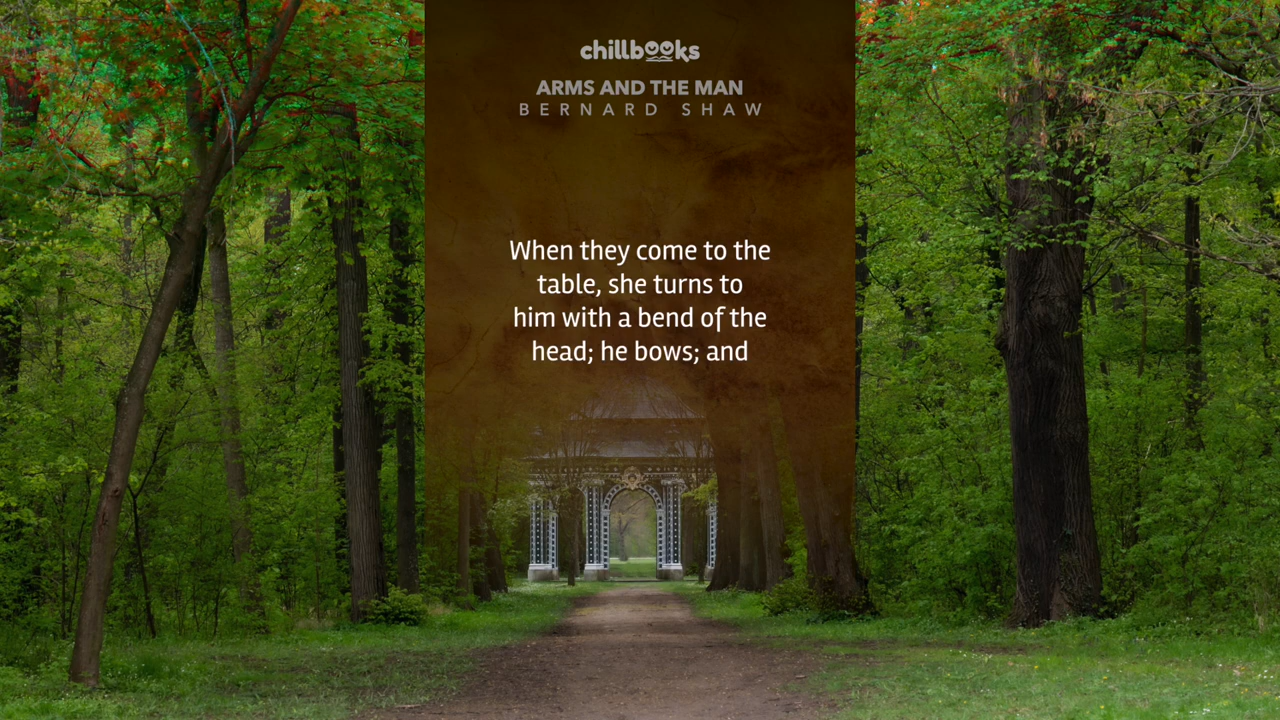 chillbooks
ARMS AND THE MAN
BERNARD SHAW
When they come to the
table, she turns to
him with a bend of the
head; he bows; and